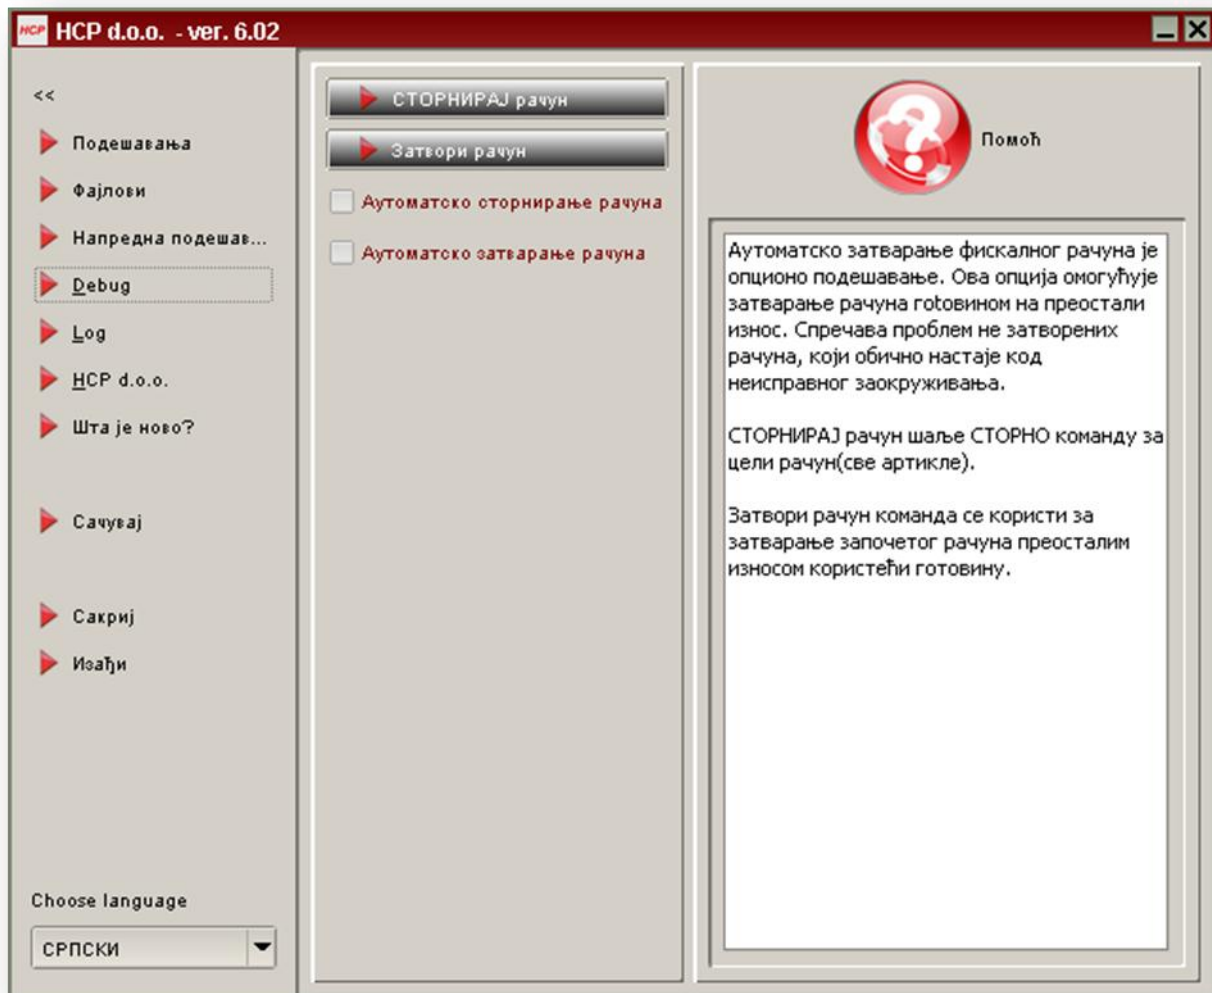 HCP HCP d.o.o. - ver. 6.02
<<
Подешавања
Фајлови
Напредна подешав...
Debug
Log
HCP d.o.o.
Шта је ново?
Сачувај
Сакриј
Изађи
Choose language
СРПСКИ
СТОРНИРАЈ рачун
Затвори рачун
Аутоматско сторнирање рачуна
Аутоматско затварање рачуна
Помоћ
Аутоматско затварање фискалног рачуна је
опционо подешавање. Ова опција омогућује
затварање рачуна гоtовином на преостали
износ. Спречава проблем не затворених
рачуна, који обично настаје код
неисправног заокруживања.
СТОРНИРАЈ рачун шаље СТОРНО команду за
цели рачун(све артикле).
Затвори рачун команда се користи за
затварање започетог рачуна преосталим
износом користећи готовину.